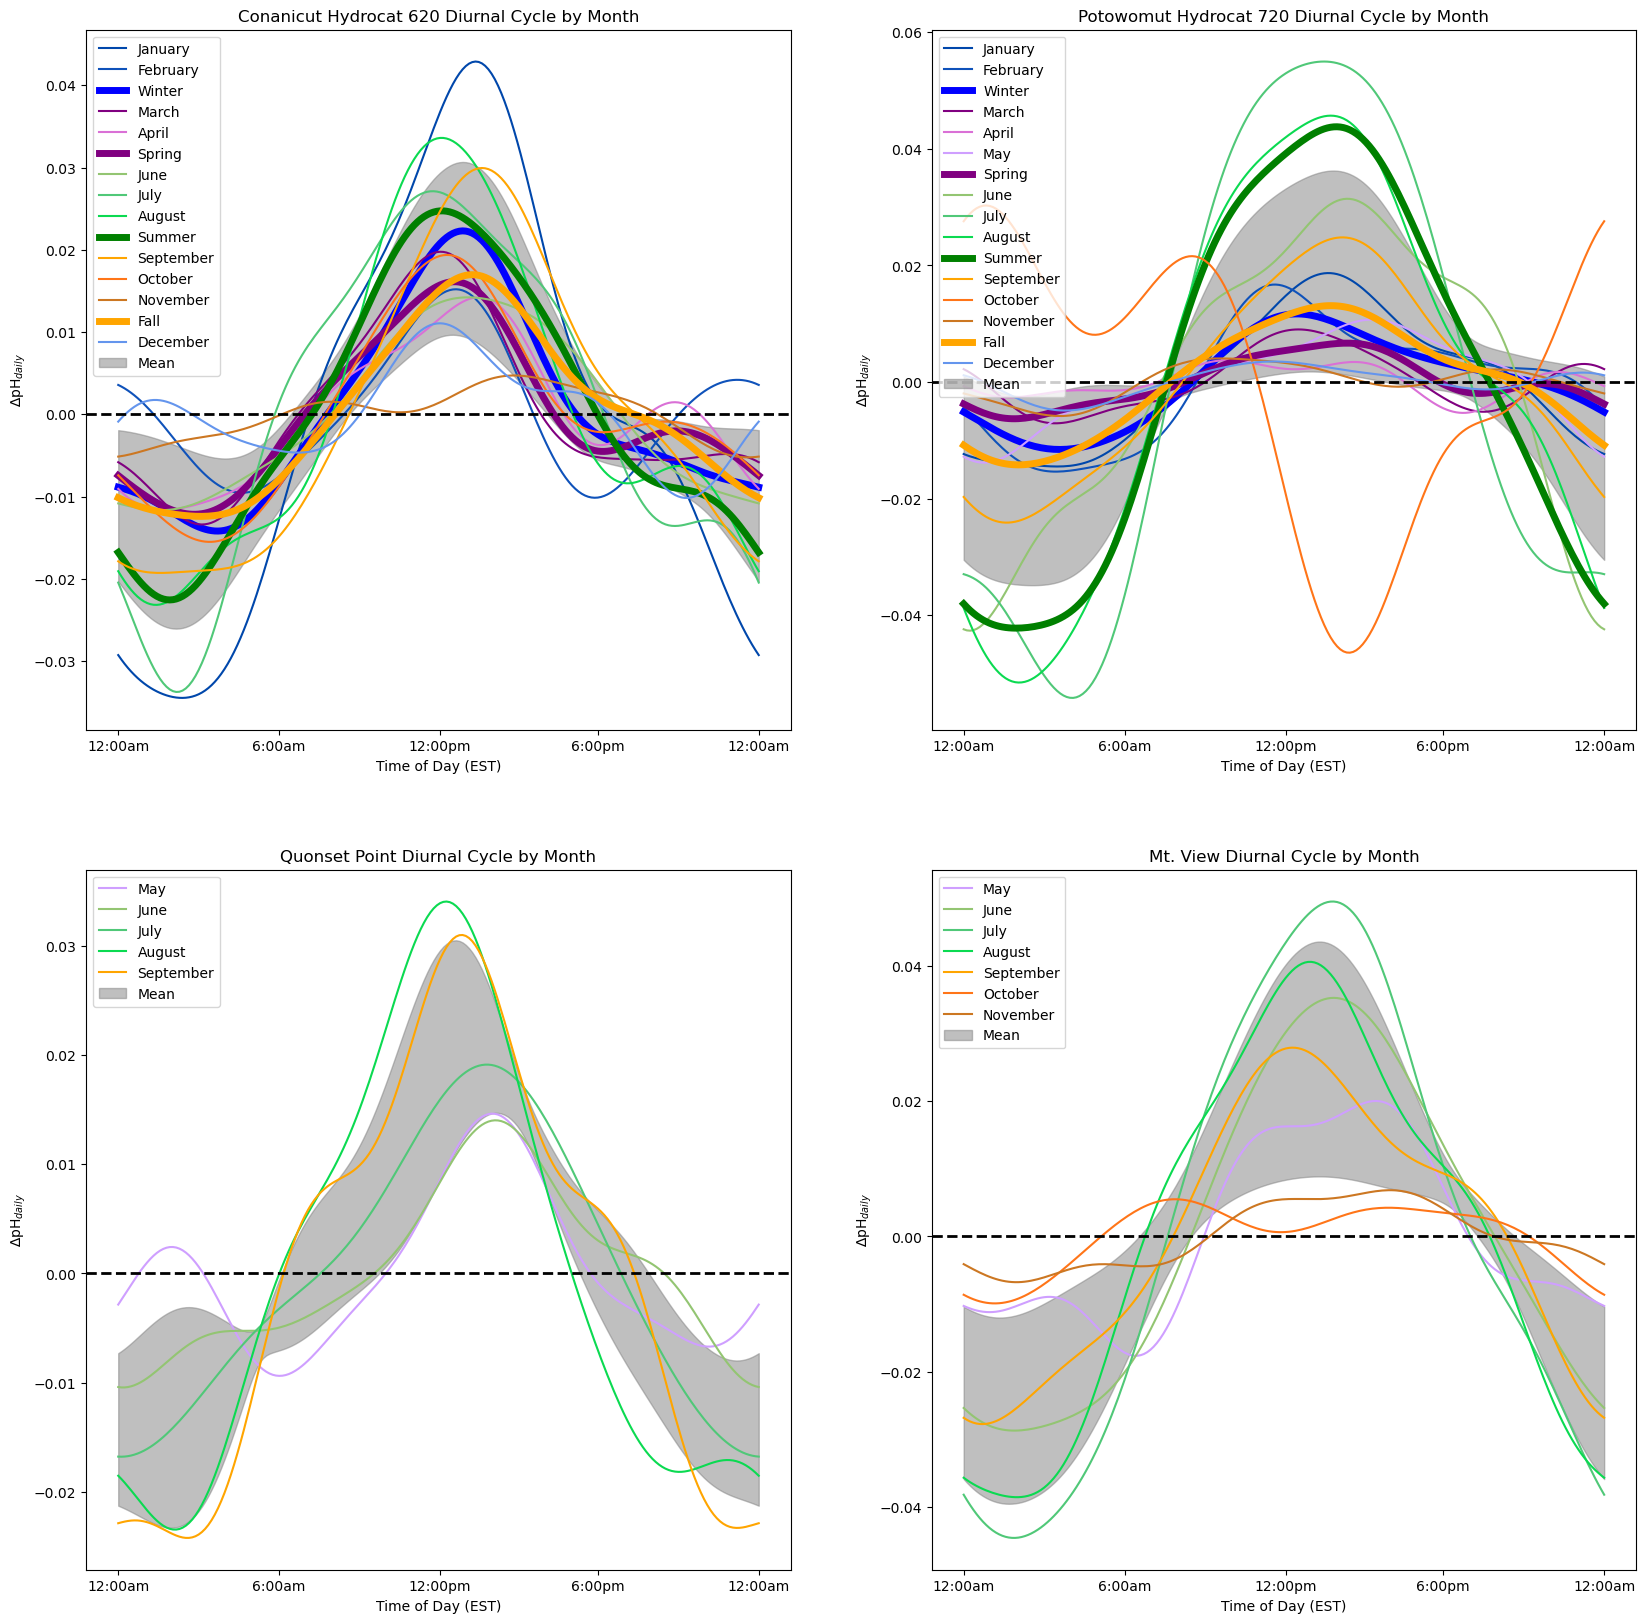 Conanicut Hydrocat 620 Diurnal Cycle by Month
January
February
Winter
March
April
Spring
June
July
August
Summer
September
October
November
Fall
December
Mean
0.04
0.03
0.02
0.01
0.00
−0.01
−0.02
−0.03
ΔpH_daily
12:00am
6:00am
12:00pm
6:00pm
12:00am
Time of Day (EST)
Potowomut Hydrocat 720 Diurnal Cycle by Month
January
February
Winter
March
April
May
Spring
June
July
August
Summer
September
October
November
Fall
December
Mean
0.06
0.04
0.02
0.00
−0.02
−0.04
ΔpH_daily
12:00am
6:00am
12:00pm
6:00pm
12:00am
Time of Day (EST)
Quonset Point Diurnal Cycle by Month
May
June
July
August
September
Mean
0.03
0.02
0.01
0.00
−0.01
−0.02
ΔpH_daily
12:00am
6:00am
12:00pm
6:00pm
12:00am
Time of Day (EST)
Mt. View Diurnal Cycle by Month
May
June
July
August
September
October
November
Mean
0.04
0.02
0.00
−0.02
−0.04
ΔpH_daily
12:00am
6:00am
12:00pm
6:00pm
12:00am
Time of Day (EST)